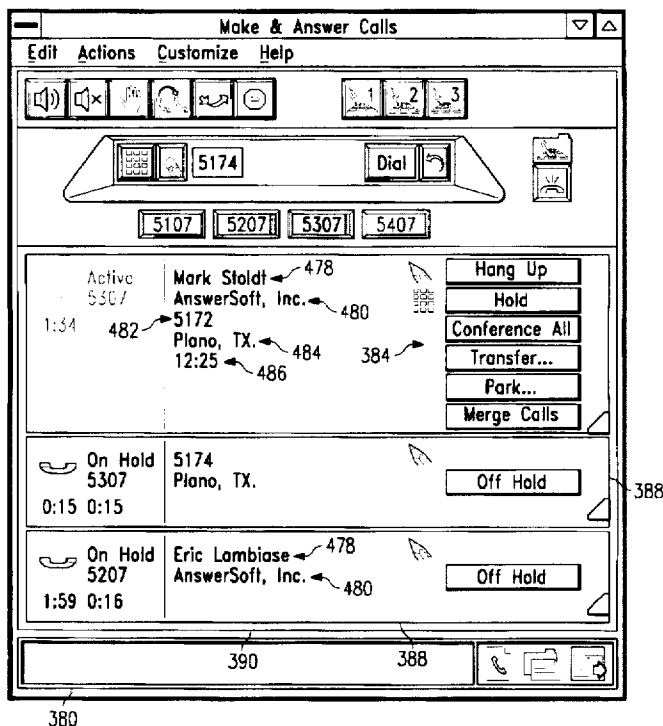 Make & Answer Calls
Edit Actions Customize Help
1 2 3
5174 Dial
5107 5207 5307 5407
Active
5307
1:34
Mark Stoldt 478
AnswerSoft, Inc. 480
482 5172
Plano, TX. 484
12:25 486
384
Hang Up
Hold
Conference All
Transfer...
Park...
Merge Calls
On Hold
5307
0:15 0:15
5174
Plano, TX.
Off Hold
388
On Hold
5207
1:59 0:16
Eric Lambiase 478
AnswerSoft, Inc. 480
Off Hold
390 388
380